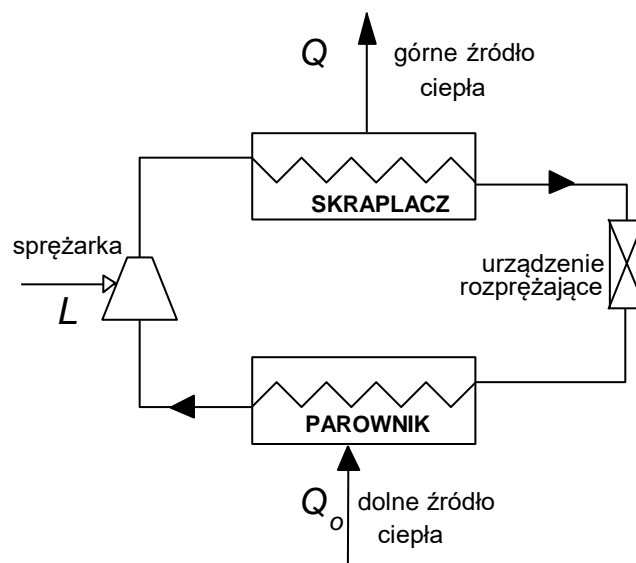 Q
górne źródło
ciepła
SKRAPLACZ
sprężarka
urządzenie
rozprężające
L
PAROWNIK
Qo
dolne źródło
ciepła